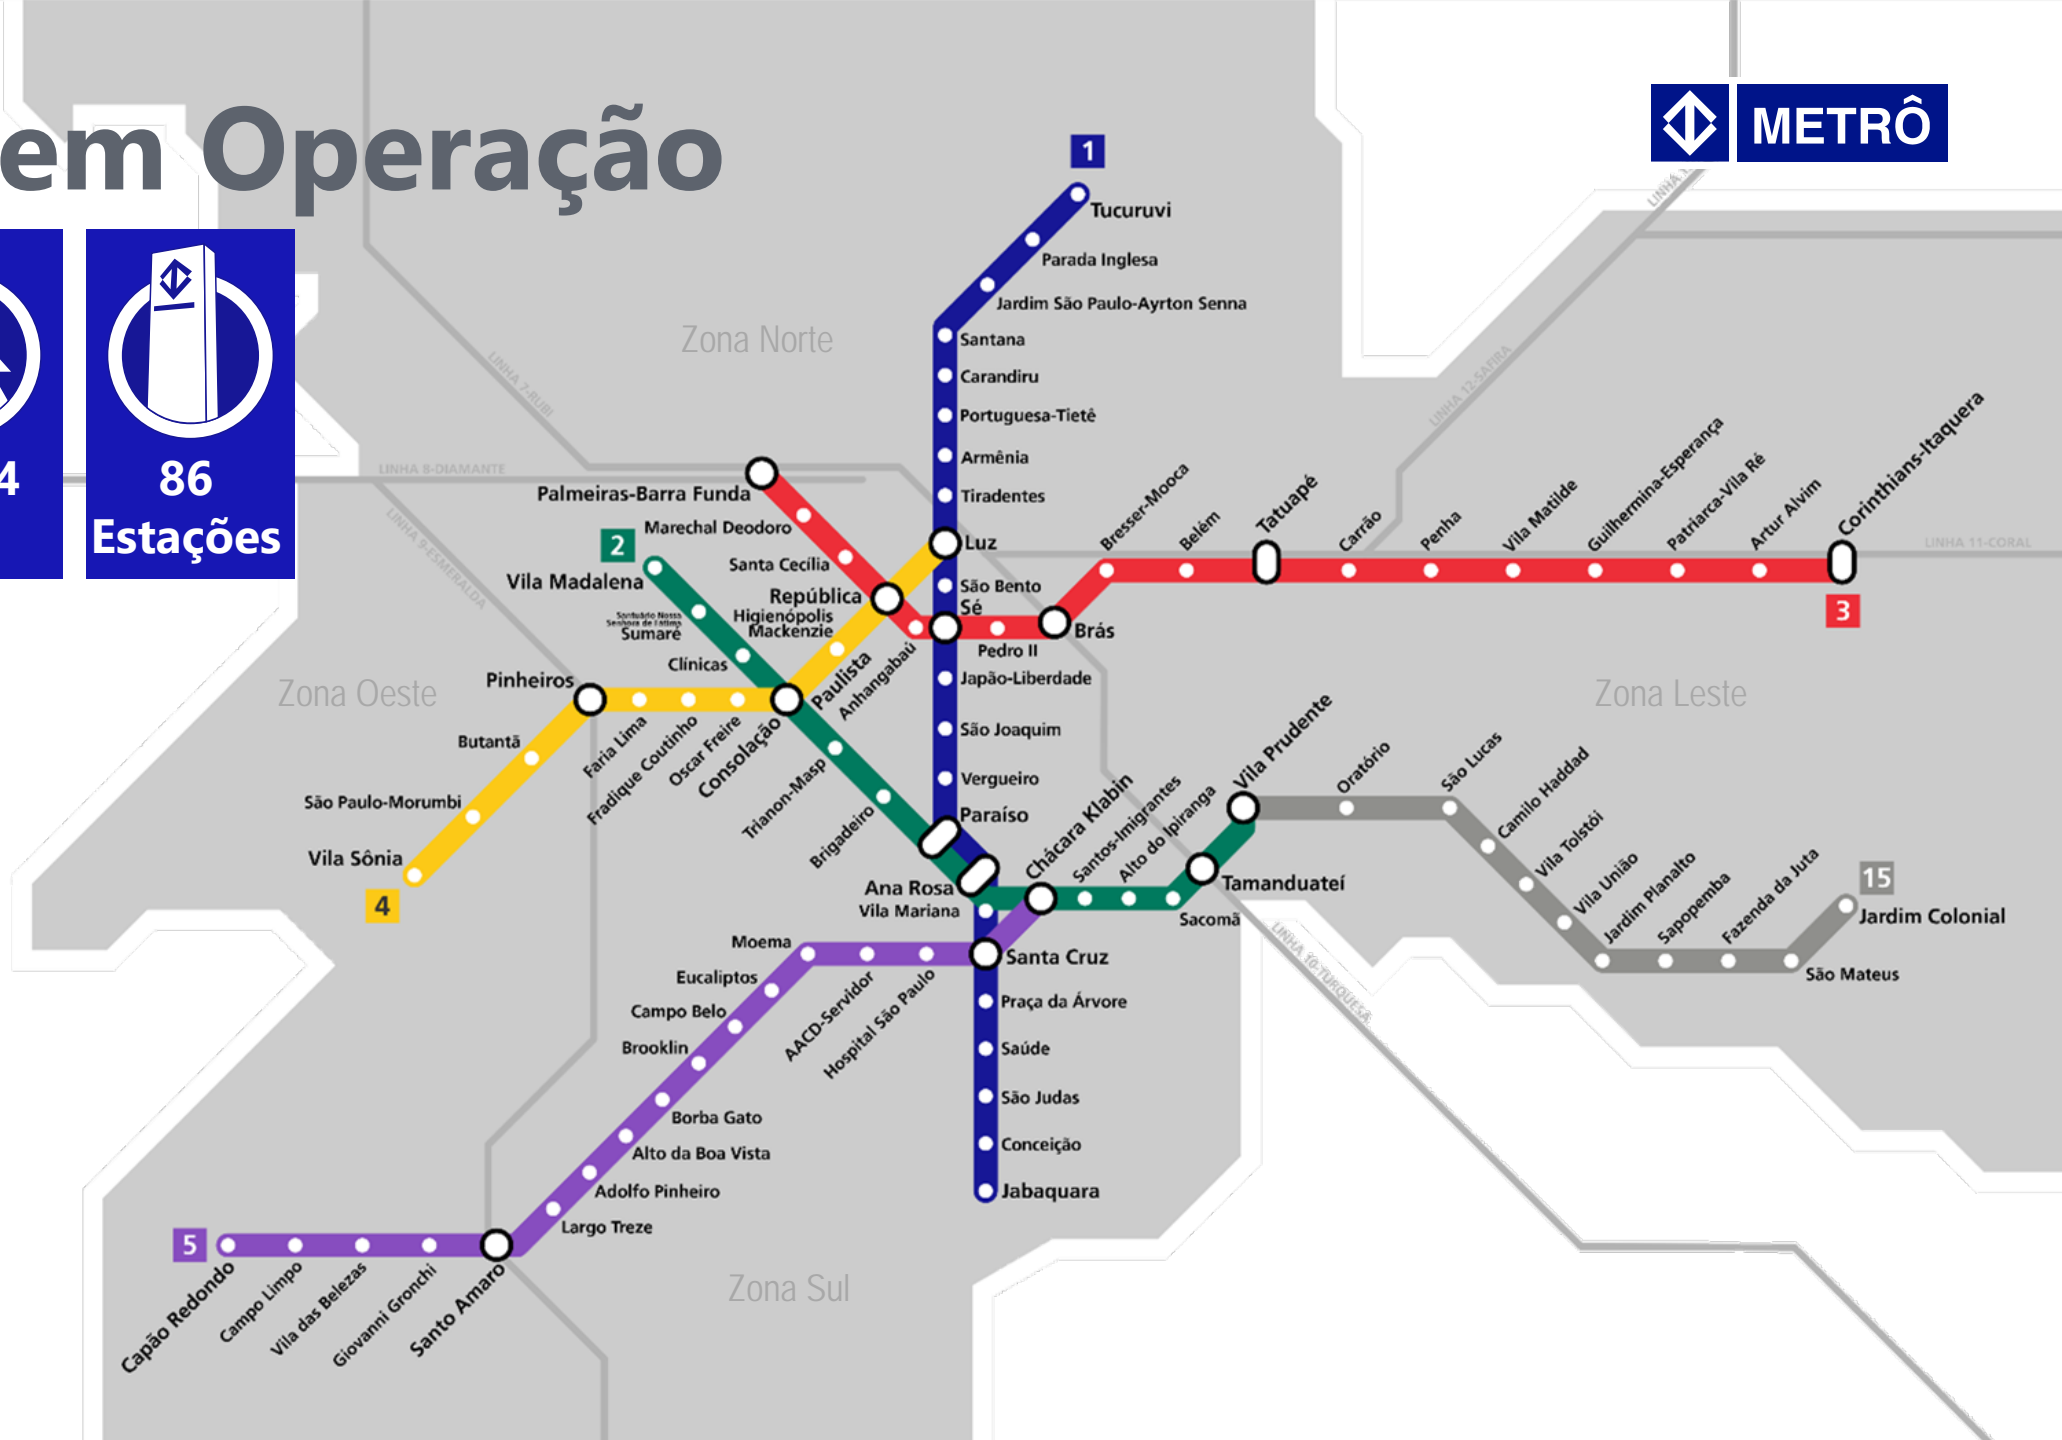 em Operação
METRÔ
4
86
Estações
1
Tucuruvi
Parada Inglesa
Jardim São Paulo-Ayrton Senna
Santana
Carandiru
Portuguesa-Tietê
Armênia
Tiradentes
Luz
São Bento
Sé
Japão-Liberdade
São Joaquim
Vergueiro
Paraíso
Ana Rosa
Vila Mariana
Santa Cruz
Praça da Árvore
Saúde
São Judas
Conceição
Jabaquara
Zona Norte
LINHA 7-RUBI
LINHA 8-DIAMANTE
LINHA 9-ESMERALDA
Palmeiras-Barra Funda
Marechal Deodoro
Santa Cecília
República
Anhangabaú
Pedro II
Brás
Bresser-Mooca
Belém
Tatuapé
Carrão
Penha
Vila Matilde
Guilhermina-Esperança
Patriarca-Vila Ré
Artur Alvim
Corinthians-Itaquera
3
LINHA 12-SAFIRA
LINHA 11-CORAL
2
Vila Madalena
Santuário Nossa
Senhora de Fátima
Sumaré
Clínicas
Consolação
Trianon-Masp
Brigadeiro
Chácara Klabin
Santos-Imigrantes
Alto do Ipiranga
Sacomã
Tamanduateí
Vila Prudente
Higienópolis
Mackenzie
Paulista
Oscar Freire
Fradique Coutinho
Faria Lima
Pinheiros
Butantã
São Paulo-Morumbi
Vila Sônia
4
Zona Oeste
Zona Leste
Oratório
São Lucas
Camilo Haddad
Vila Tolstói
Vila União
Jardim Planalto
Sapopemba
Fazenda da Juta
São Mateus
Jardim Colonial
15
LINHA 10-TURQUESA
Hospital São Paulo
AACD-Servidor
Moema
Eucaliptos
Campo Belo
Brooklin
Borba Gato
Alto da Boa Vista
Adolfo Pinheiro
Largo Treze
Santo Amaro
Giovanni Gronchi
Vila das Belezas
Campo Limpo
Capão Redondo
5
Zona Sul